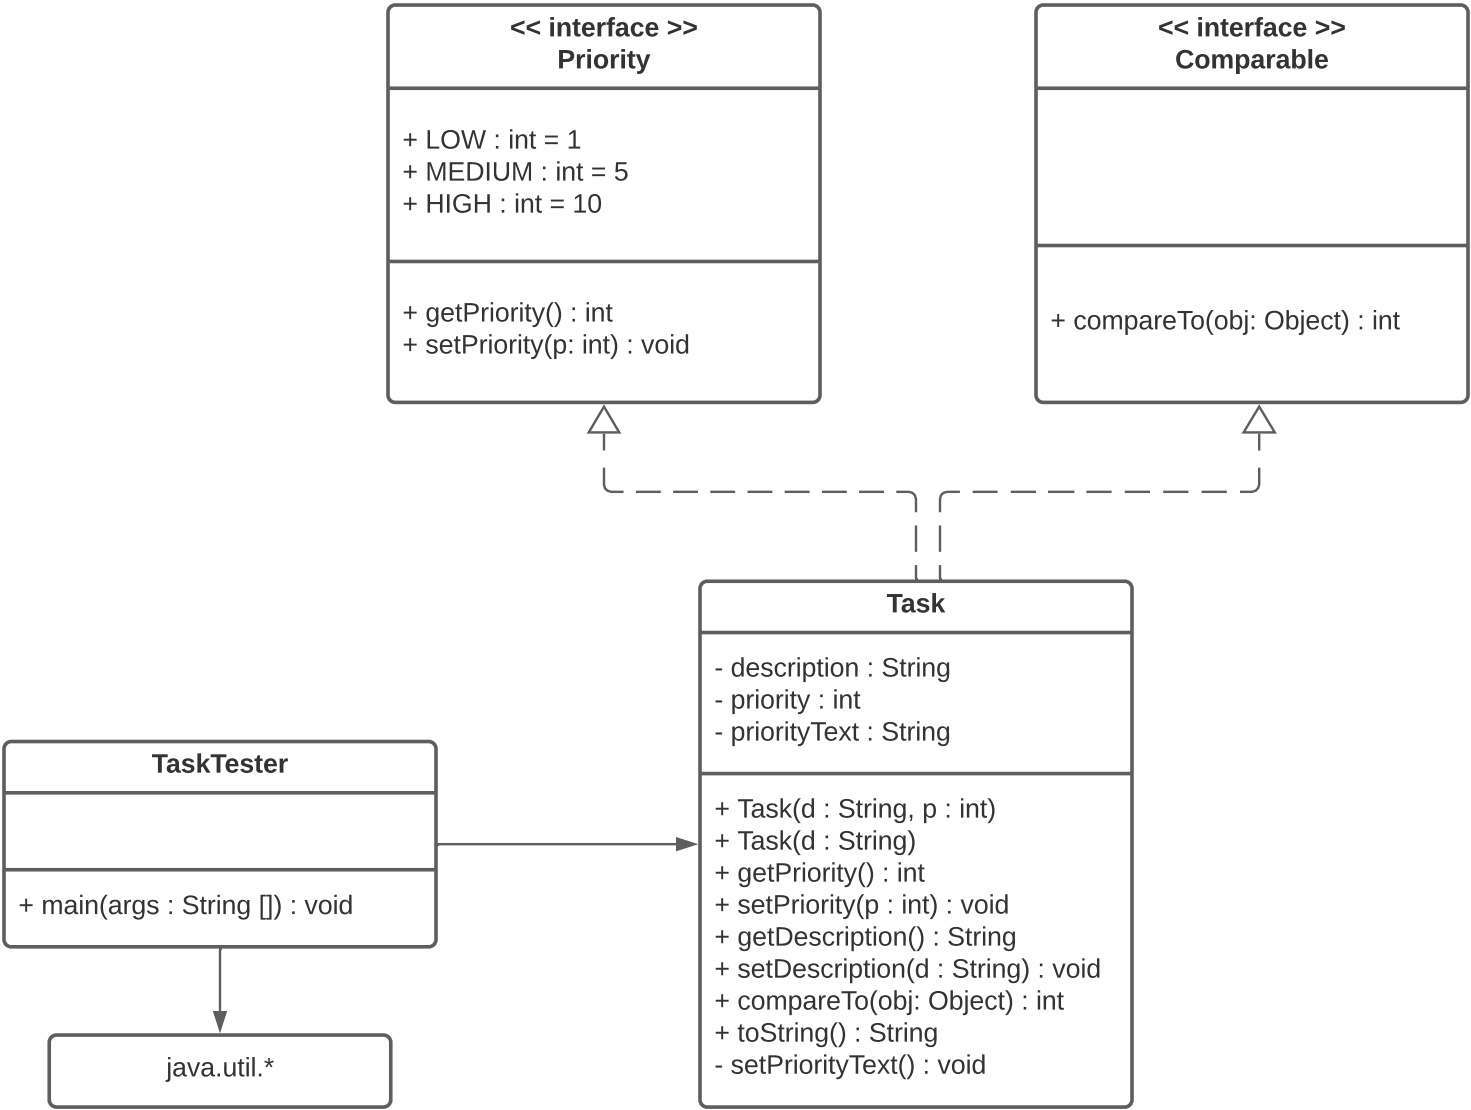 << interface >>
Priority
+ LOW : int = 1
+ MEDIUM : int = 5
+ HIGH : int = 10
+ getPriority() : int
+ setPriority(p: int) : void
<< interface >>
Comparable
+ compareTo(obj: Object) : int
Task
- description : String
- priority : int
- priorityText : String
+ Task(d : String, p : int)
+ Task(d : String)
+ getPriority() : int
+ setPriority(p : int) : void
+ getDescription() : String
+ setDescription(d : String) : void
+ compareTo(obj: Object) : int
+ toString() : String
- setPriorityText() : void
TaskTester
+ main(args : String []) : void
java.util.*